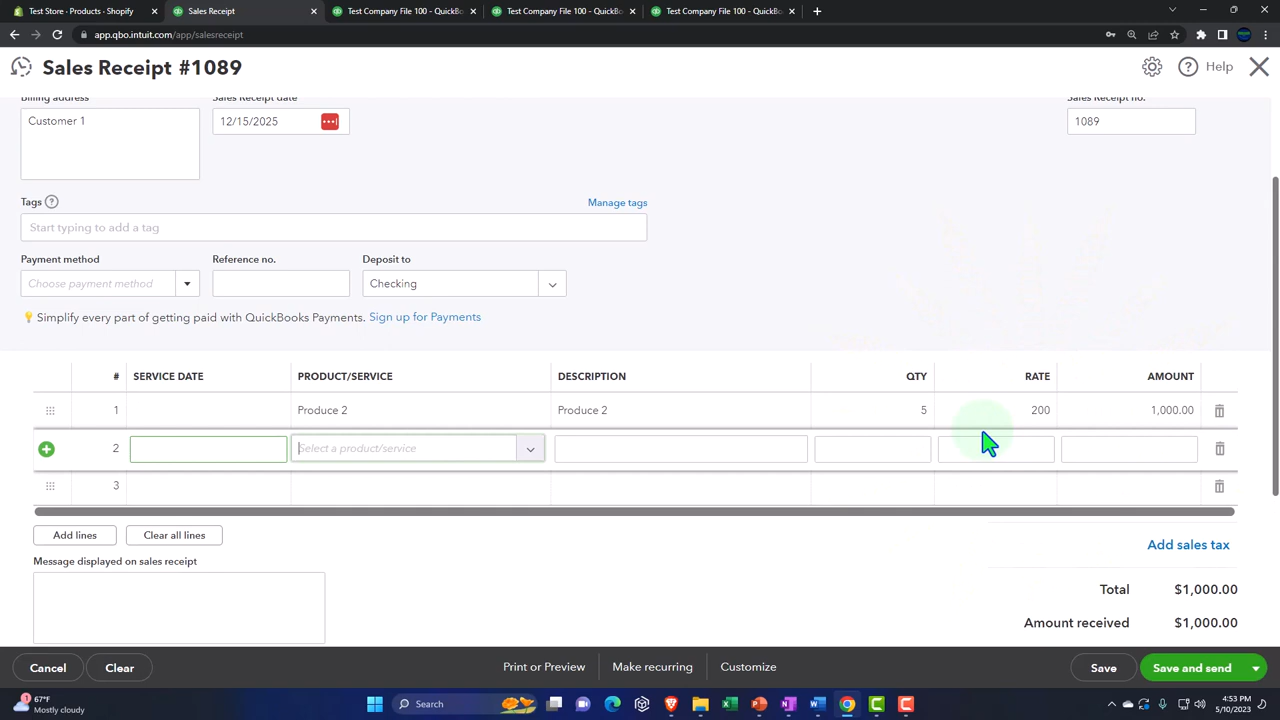 Test Store · Products · Shopify
Sales Receipt
Test Company File 100 - QuickBo
Test Company File 100 - QuickBo
Test Company File 100 - QuickBo
app.qbo.intuit.com/app/salesreceipt
Sales Receipt #1089
Help
Billing address
Sales Receipt date
Sales Receipt no.
Customer 1
12/15/2025
1089
Tags
Manage tags
Start typing to add a tag
Payment method
Reference no.
Deposit to
Choose payment method
Checking
Simplify every part of getting paid with QuickBooks Payments. Sign up for Payments
# SERVICE DATE PRODUCT/SERVICE DESCRIPTION QTY RATE AMOUNT
1 Produce 2 Produce 2 5 200 1,000.00
2 Select a product/service
3
Add lines
Clear all lines
Add sales tax
Message displayed on sales receipt
Total $1,000.00
Amount received $1,000.00
Cancel
Clear
Print or Preview
Make recurring
Customize
Save
Save and send
67°F
Mostly cloudy
Search
4:53 PM
5/10/2023